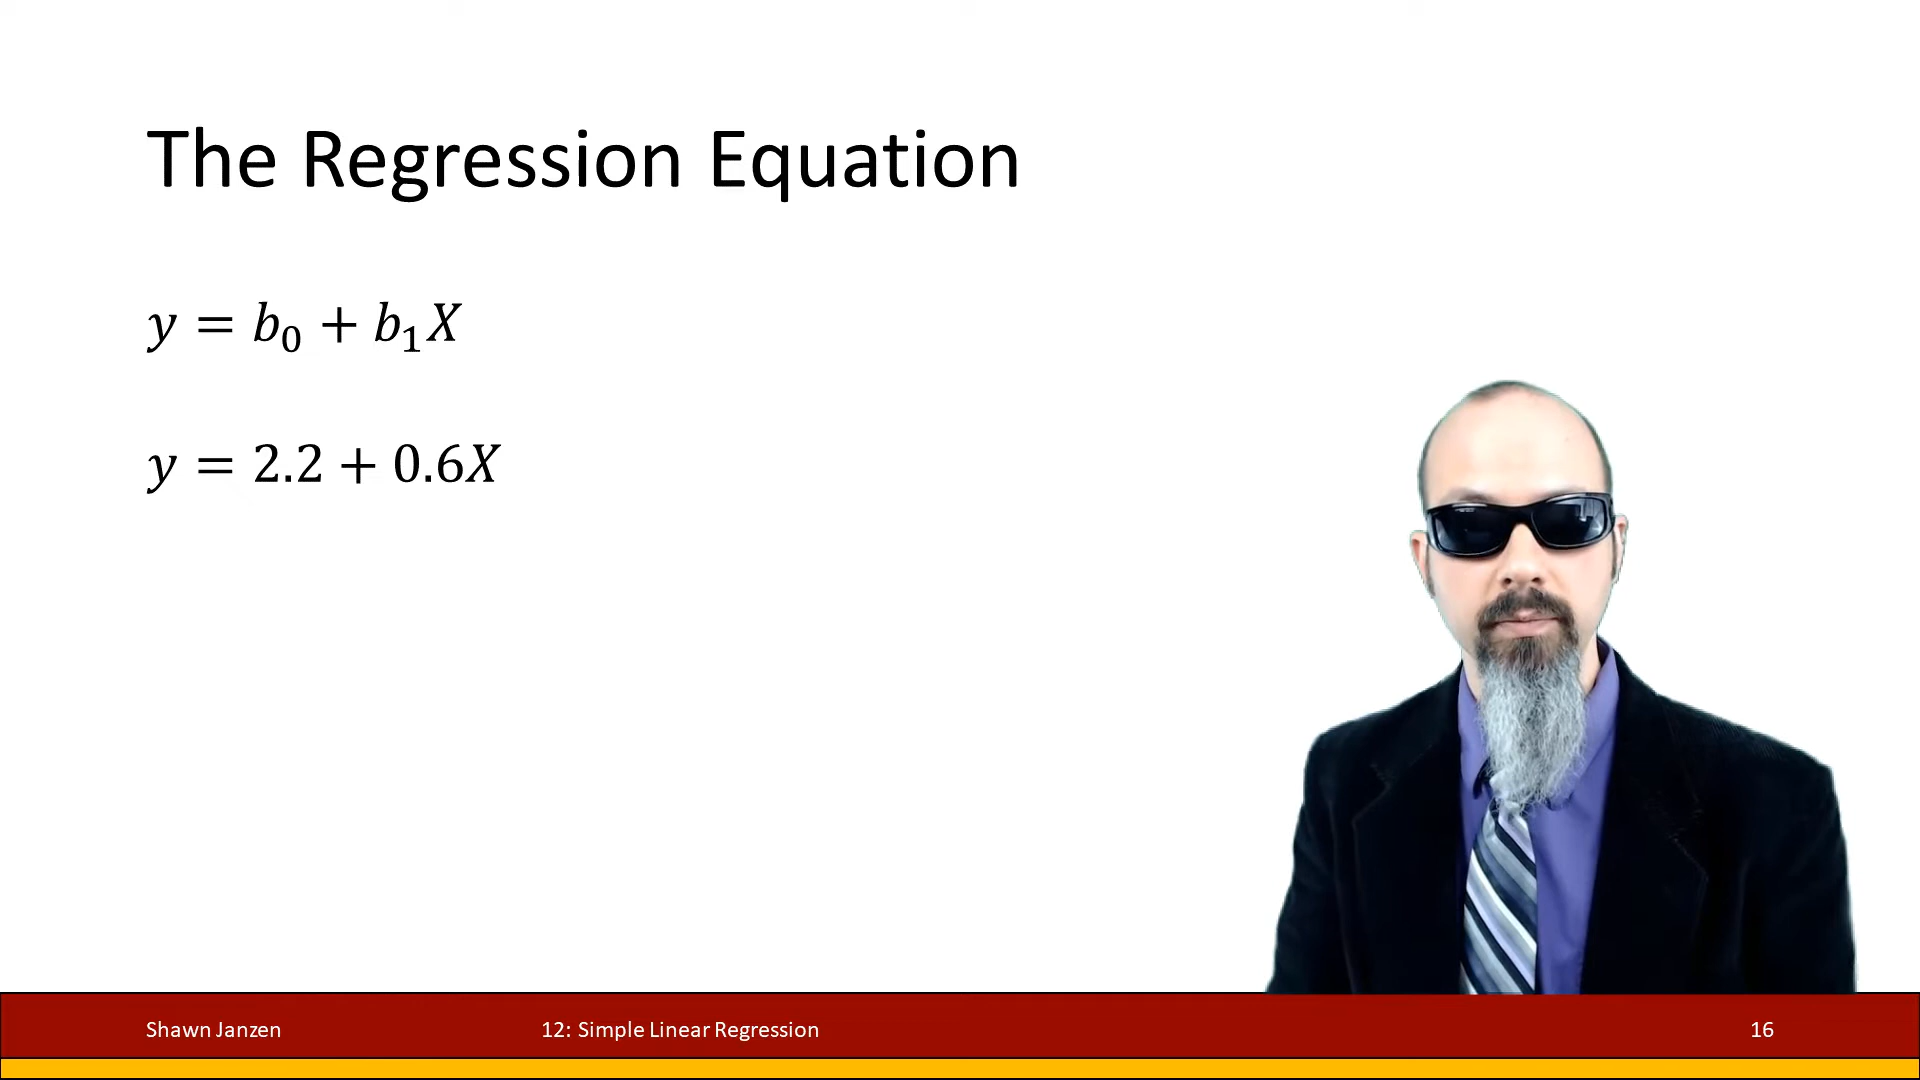 The Regression Equation
y = b₀ + b₁X
y = 2.2 + 0.6X
Shawn Janzen
12: Simple Linear Regression
16